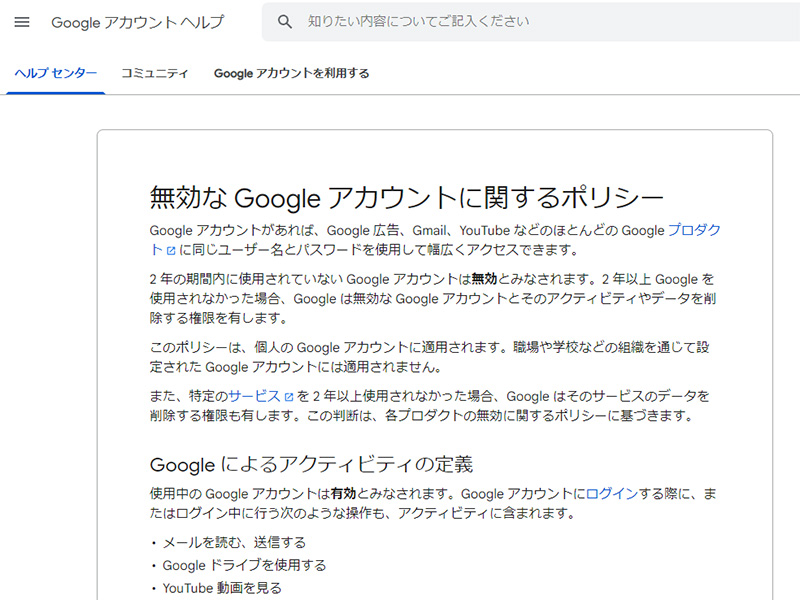 Google アカウント ヘルプ
知りたい内容についてご記入ください
ヘルプ センター
コミュニティ
Google アカウントを利用する
無効な Google アカウントに関するポリシー
Google アカウントがあれば、Google 広告、Gmail、YouTube などのほとんどの Google プロダク
ト に同じユーザー名とパスワードを使用して幅広くアクセスできます。
2 年の期間内に使用されていない Google アカウントは無効とみなされます。2 年以上 Google を
使用されなかった場合、Google は無効な Google アカウントとそのアクティビティやデータを削
除する権限を有します。
このポリシーは、個人の Google アカウントに適用されます。職場や学校などの組織を通じて設
定された Google アカウントには適用されません。
また、特定のサービス を 2 年以上使用されなかった場合、Google はそのサービスのデータを
削除する権限も有します。この判断は、各プロダクトの無効に関するポリシーに基づきます。
Google によるアクティビティの定義
使用中の Google アカウントは有効とみなされます。Google アカウントにログインする際に、ま
たはログイン中に行う次のような操作も、アクティビティに含まれます。
・ メールを読む、送信する
・ Google ドライブを使用する
・ YouTube 動画を見る